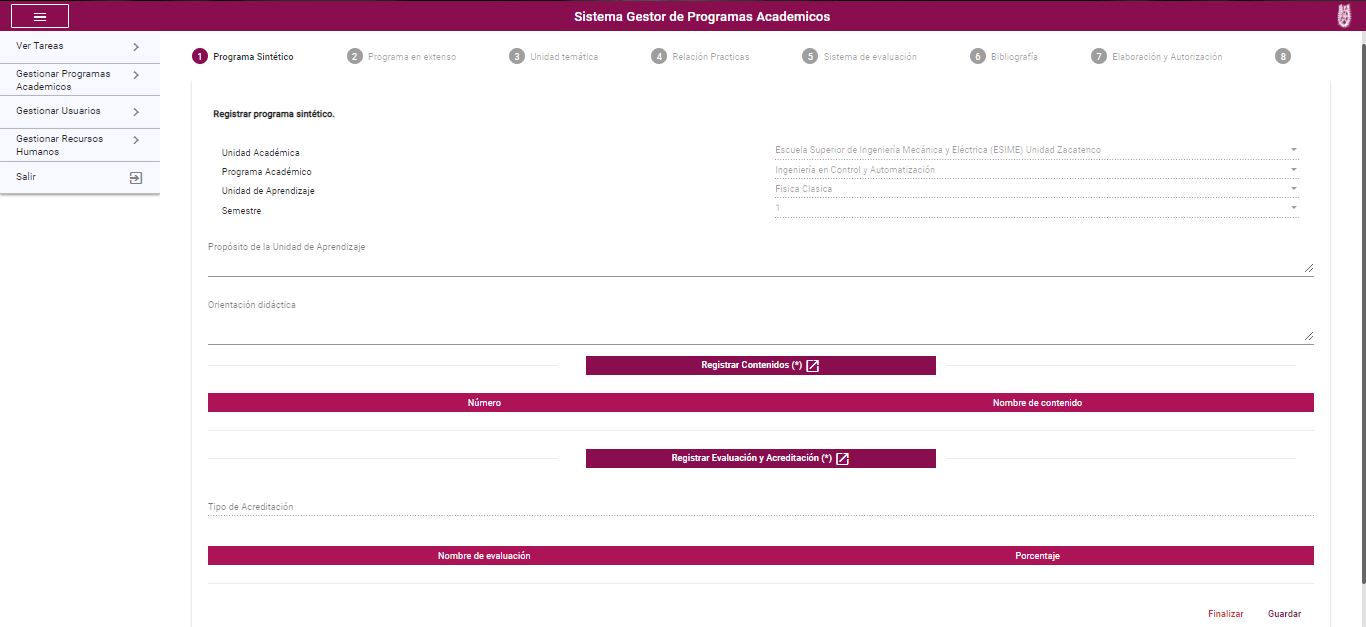 Sistema Gestor de Programas Academicos
Ver Tareas
Gestionar Programas
Academicos
Gestionar Usuarios
Gestionar Recursos
Humanos
Salir
1 Programa Sintético
2 Programa en extenso
3 Unidad temática
4 Relación Practicas
5 Sistema de evaluación
6 Bibliografía
7 Elaboración y Autorización
8
Registrar programa sintético.
Unidad Académica
Escuela Superior de Ingeniería Mecánica y Eléctrica (ESIME) Unidad Zacatenco
Programa Académico
Ingeniería en Control y Automatización
Unidad de Aprendizaje
Fisica Clasica
Semestre
1
Propósito de la Unidad de Aprendizaje
Orientación didáctica
Registrar Contenidos (*)
Número Nombre de contenido
Registrar Evaluación y Acreditación (*)
Tipo de Acreditación
Nombre de evaluación Porcentaje
Finalizar Guardar